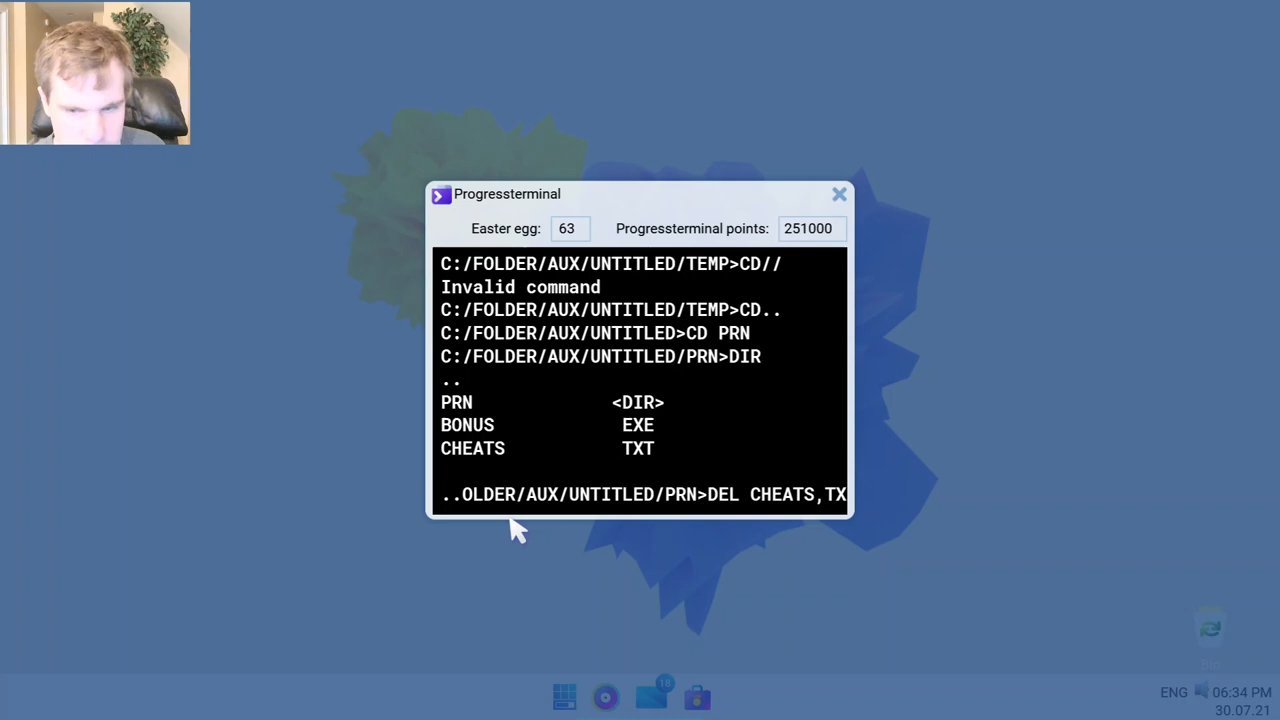 Progressterminal
Easter egg: 63 Progressterminal points: 251000
C:/FOLDER/AUX/UNTITLED/TEMP>CD//
Invalid command
C:/FOLDER/AUX/UNTITLED/TEMP>CD..
C:/FOLDER/AUX/UNTITLED>CD PRN
C:/FOLDER/AUX/UNTITLED/PRN>DIR
..
PRN <DIR>
BONUS EXE
CHEATS TXT
..OLDER/AUX/UNTITLED/PRN>DEL CHEATS,TX
Bin
18
ENG 06:34 PM
30.07.21